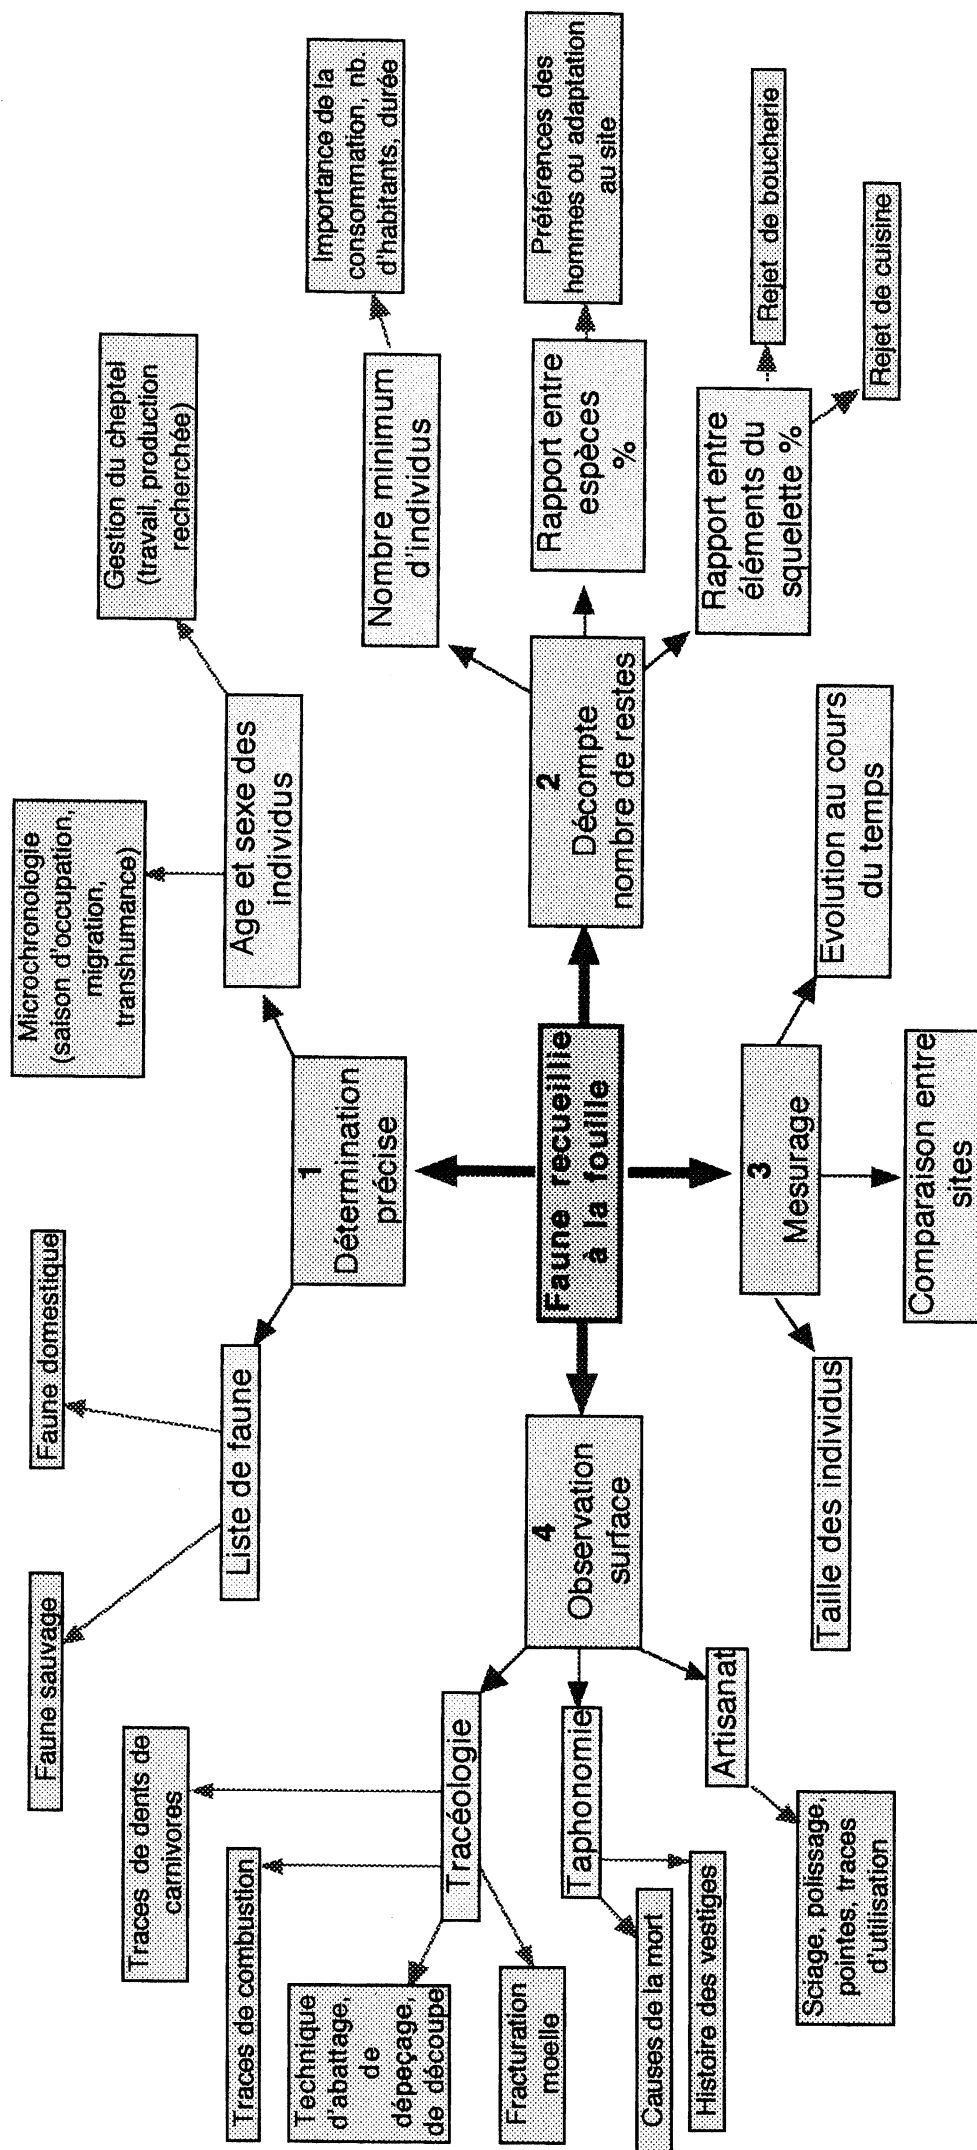 Microchronologie
(saison d'occupation,
migration,
transhumance)
Gestion du cheptel
(travail, production
recherchée)
Age et sexe des
individus
Faune sauvage
Faune domestique
Liste de faune
1
Détermination
précise
Importance de la
consommation, nb.
d'habitants, durée
Nombre minimum
d'individus
Préférences des
hommes ou adaptation
au site
Rapport entre
espèces
%
Rejet de boucherie
Rejet de cuisine
Rapport entre
éléments du
squelette %
2
Décompte
nombre de restes
Faune recueillie
à la fouille
3
Mesurage
Evolution au cours
du temps
Comparaison entre
sites
Taille des individus
4
Observation
surface
Tracéologie
Traces de dents de
carnivores
Traces de combustion
Technique
d'abattage,
de
dépeçage,
de découpe
Fracturation
moelle
Taphonomie
Causes de la mort
Histoire des vestiges
Artisanat
Sciage, polissage,
pointes, traces
d'utilisation